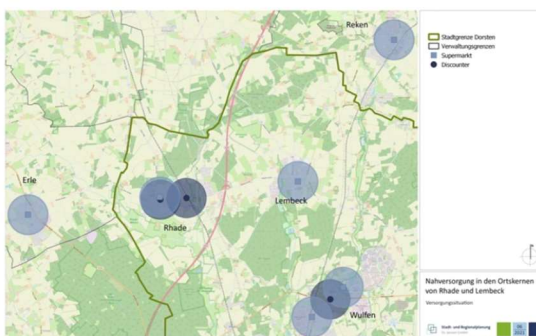 Reken
Erle
Lembeck
Rhade
Wulfen
Stadtgrenze Dorsten
Verwaltungsgrenzen
Supermarkt
Discounter
Nahversorgung in den Ortskernen
von Rhade und Lembeck
Versorgungssituation
Stadt- und Regionalplanung